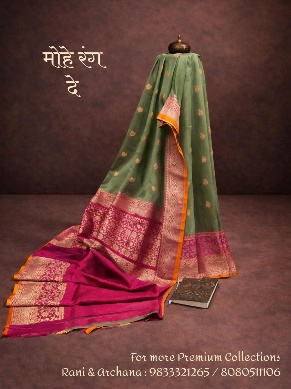 मोहे रंग
दे
For more Premium Collections
Rani & Archana : 9833321265 / 8080511106